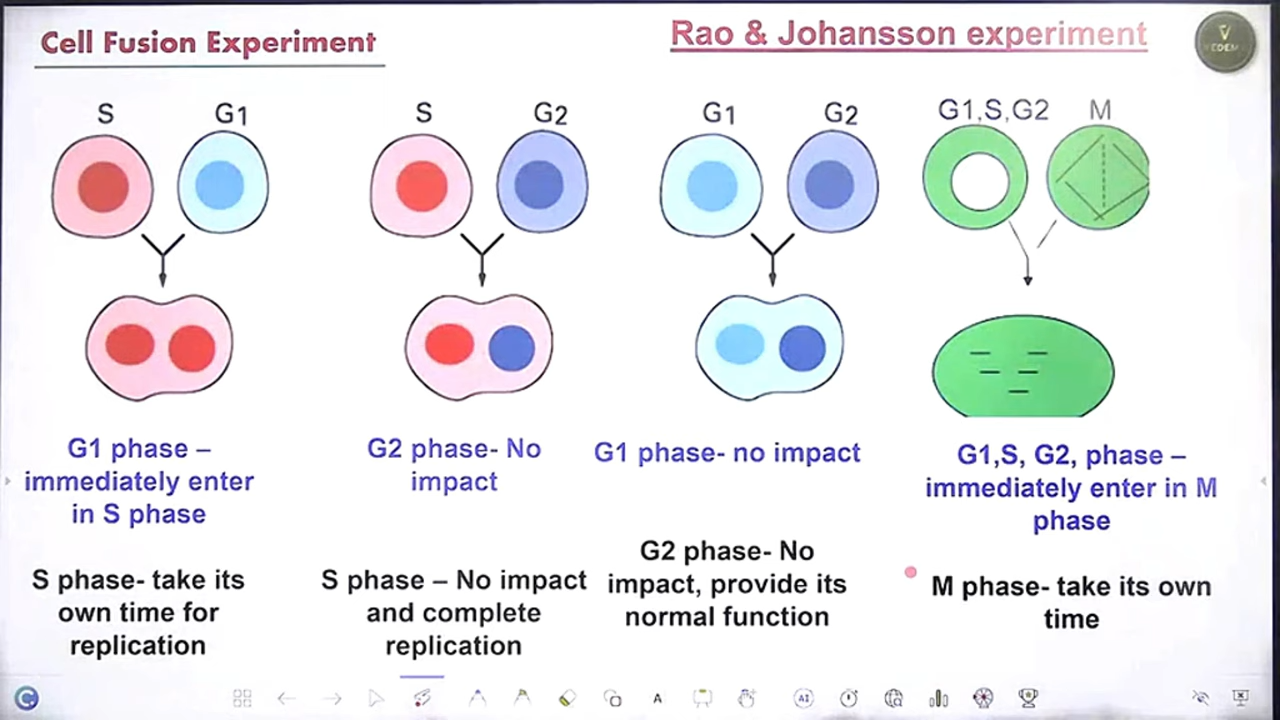 Cell Fusion Experiment
Rao & Johansson experiment
S
G1
S
G2
G1
G2
G1,S,G2
M
G1 phase –
immediately enter
in S phase
S phase- take its
own time for
replication
G2 phase- No
impact
S phase – No impact
and complete
replication
G1 phase- no impact
G2 phase- No
impact, provide its
normal function
G1,S, G2, phase –
immediately enter in M
phase
M phase- take its own
time
A
AI